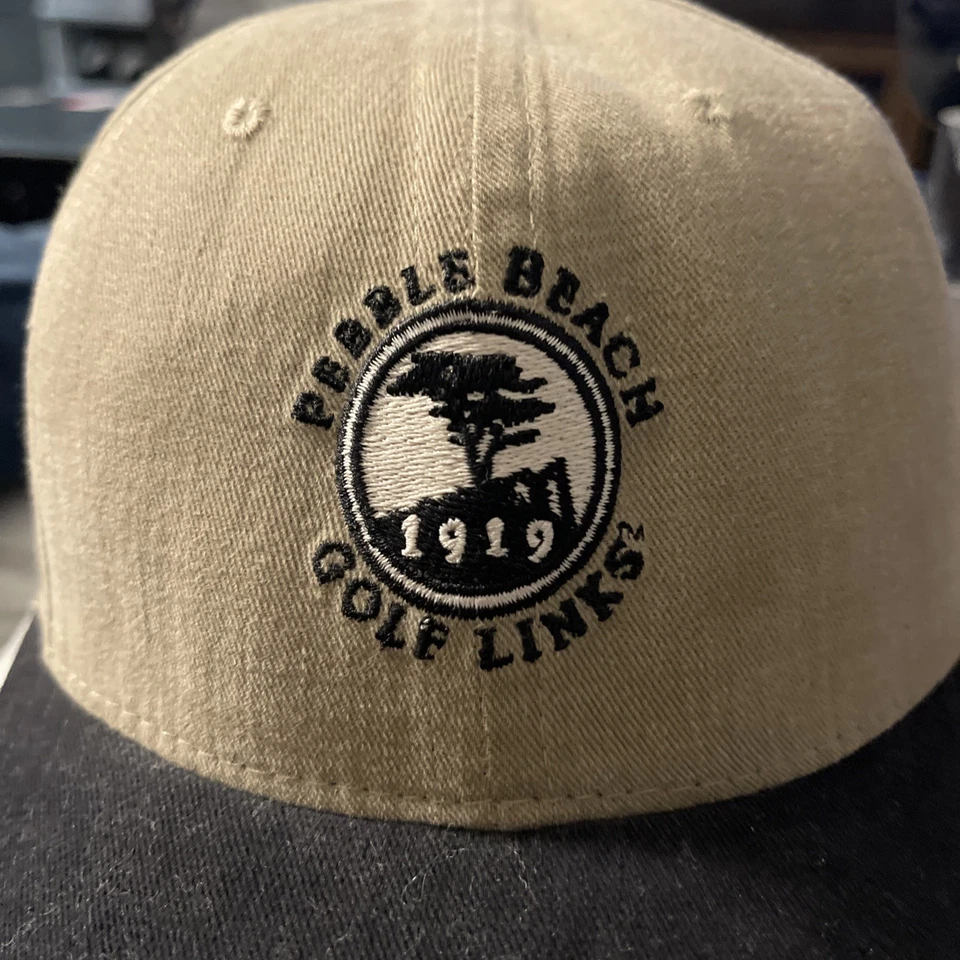 PEBBLE BEACH
1919
GOLF LINKS